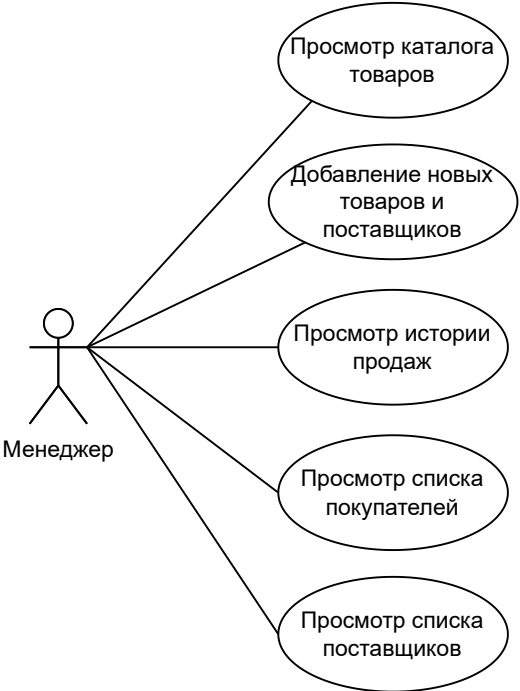 Просмотр каталога
товаров
Добавление новых
товаров и
поставщиков
Просмотр истории
продаж
Менеджер
Просмотр списка
покупателей
Просмотр списка
поставщиков